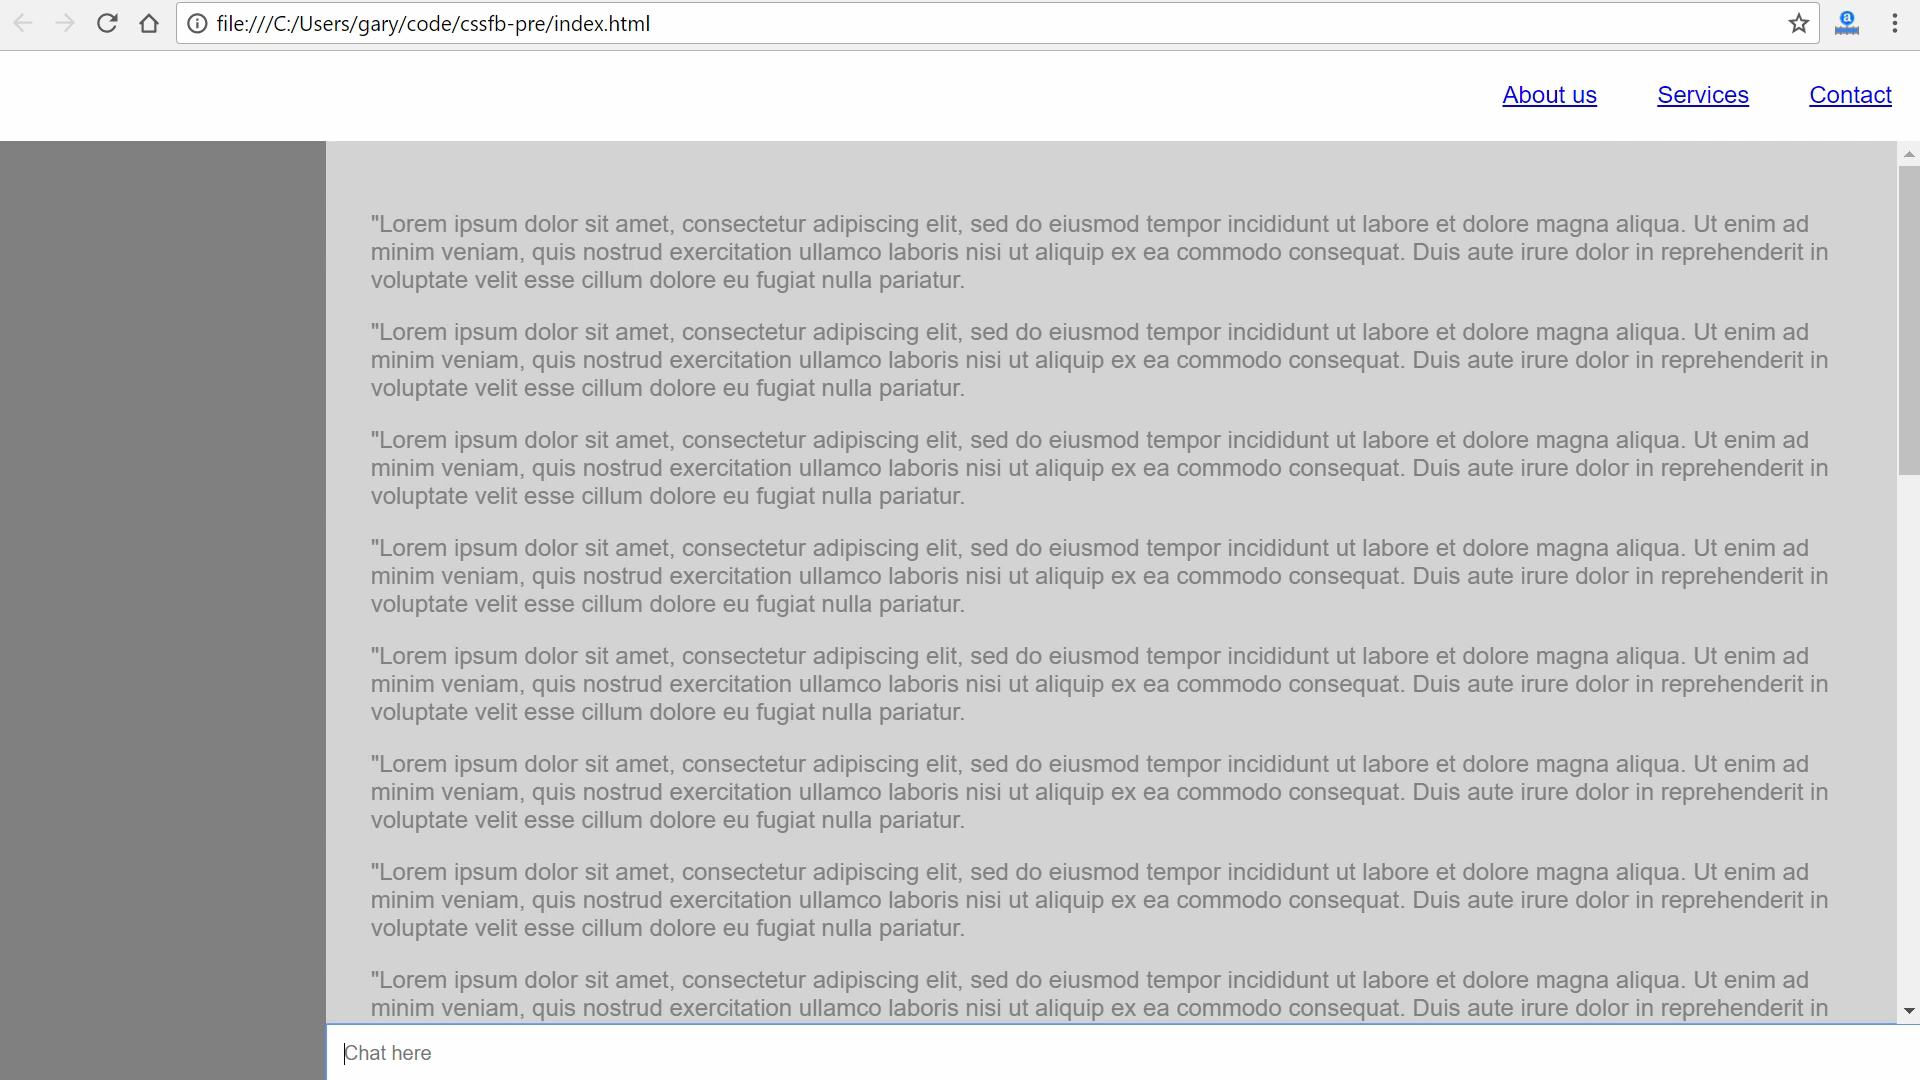 file:///C:/Users/gary/code/cssfb-pre/index.html
About us Services Contact
"Lorem ipsum dolor sit amet, consectetur adipiscing elit, sed do eiusmod tempor incididunt ut labore et dolore magna aliqua. Ut enim ad
minim veniam, quis nostrud exercitation ullamco laboris nisi ut aliquip ex ea commodo consequat. Duis aute irure dolor in reprehenderit in
voluptate velit esse cillum dolore eu fugiat nulla pariatur.
"Lorem ipsum dolor sit amet, consectetur adipiscing elit, sed do eiusmod tempor incididunt ut labore et dolore magna aliqua. Ut enim ad
minim veniam, quis nostrud exercitation ullamco laboris nisi ut aliquip ex ea commodo consequat. Duis aute irure dolor in reprehenderit in
voluptate velit esse cillum dolore eu fugiat nulla pariatur.
"Lorem ipsum dolor sit amet, consectetur adipiscing elit, sed do eiusmod tempor incididunt ut labore et dolore magna aliqua. Ut enim ad
minim veniam, quis nostrud exercitation ullamco laboris nisi ut aliquip ex ea commodo consequat. Duis aute irure dolor in reprehenderit in
voluptate velit esse cillum dolore eu fugiat nulla pariatur.
"Lorem ipsum dolor sit amet, consectetur adipiscing elit, sed do eiusmod tempor incididunt ut labore et dolore magna aliqua. Ut enim ad
minim veniam, quis nostrud exercitation ullamco laboris nisi ut aliquip ex ea commodo consequat. Duis aute irure dolor in reprehenderit in
voluptate velit esse cillum dolore eu fugiat nulla pariatur.
"Lorem ipsum dolor sit amet, consectetur adipiscing elit, sed do eiusmod tempor incididunt ut labore et dolore magna aliqua. Ut enim ad
minim veniam, quis nostrud exercitation ullamco laboris nisi ut aliquip ex ea commodo consequat. Duis aute irure dolor in reprehenderit in
voluptate velit esse cillum dolore eu fugiat nulla pariatur.
"Lorem ipsum dolor sit amet, consectetur adipiscing elit, sed do eiusmod tempor incididunt ut labore et dolore magna aliqua. Ut enim ad
minim veniam, quis nostrud exercitation ullamco laboris nisi ut aliquip ex ea commodo consequat. Duis aute irure dolor in reprehenderit in
voluptate velit esse cillum dolore eu fugiat nulla pariatur.
"Lorem ipsum dolor sit amet, consectetur adipiscing elit, sed do eiusmod tempor incididunt ut labore et dolore magna aliqua. Ut enim ad
minim veniam, quis nostrud exercitation ullamco laboris nisi ut aliquip ex ea commodo consequat. Duis aute irure dolor in reprehenderit in
voluptate velit esse cillum dolore eu fugiat nulla pariatur.
"Lorem ipsum dolor sit amet, consectetur adipiscing elit, sed do eiusmod tempor incididunt ut labore et dolore magna aliqua. Ut enim ad
minim veniam, quis nostrud exercitation ullamco laboris nisi ut aliquip ex ea commodo consequat. Duis aute irure dolor in reprehenderit in
Chat here